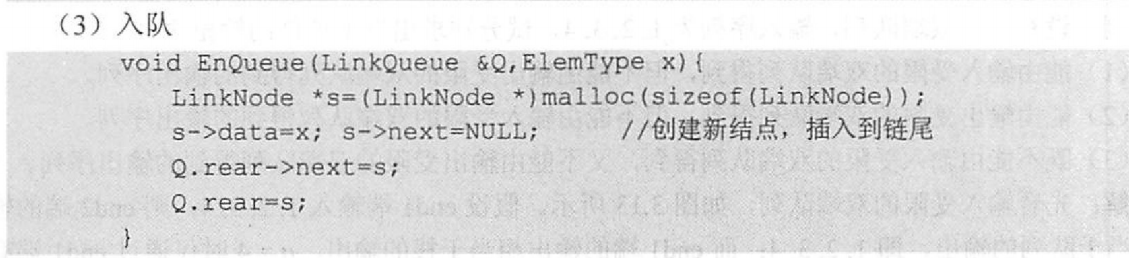 （3）入队
void EnQueue(LinkQueue &Q,ElemType x){
LinkNode *s=(LinkNode *)malloc(sizeof(LinkNode));
s->data=x; s->next=NULL; //创建新结点，插入到链尾
Q.rear->next=s;
Q.rear=s;
}